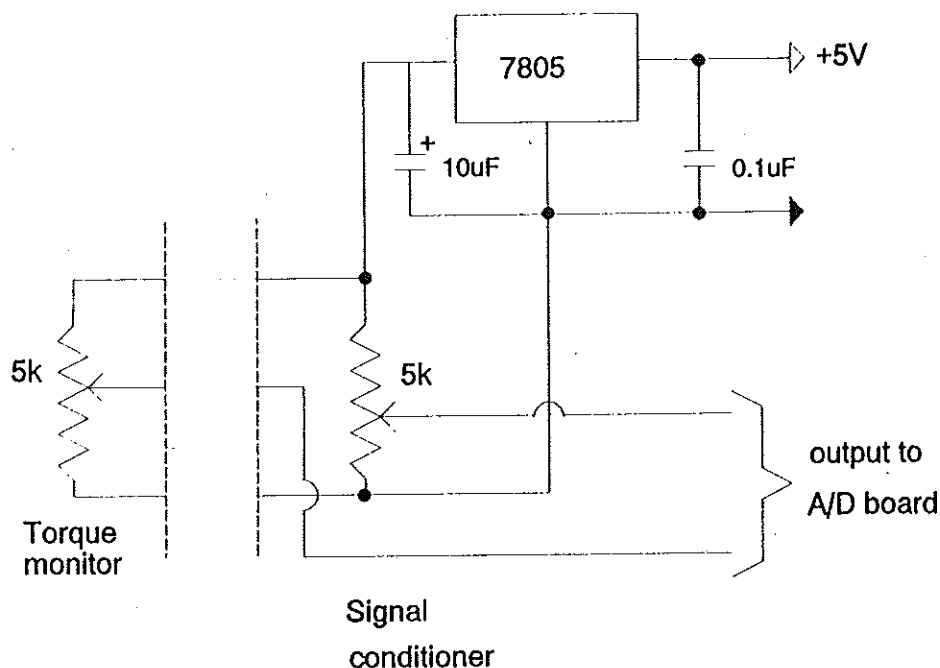 7805
+5V
+
10uF
0.1uF
5k
5k
output to
A/D board
Torque
monitor
Signal
conditioner